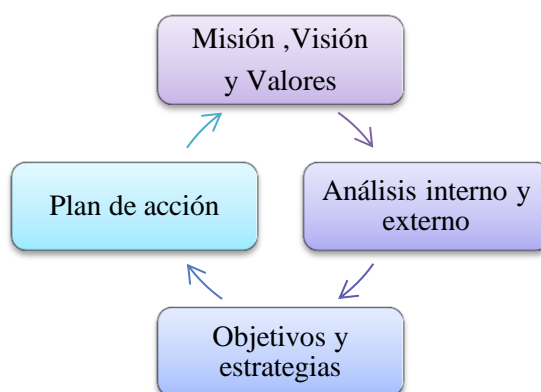 Misión ,Visión
y Valores
Plan de acción
Análisis interno y
externo
Objetivos y
estrategias